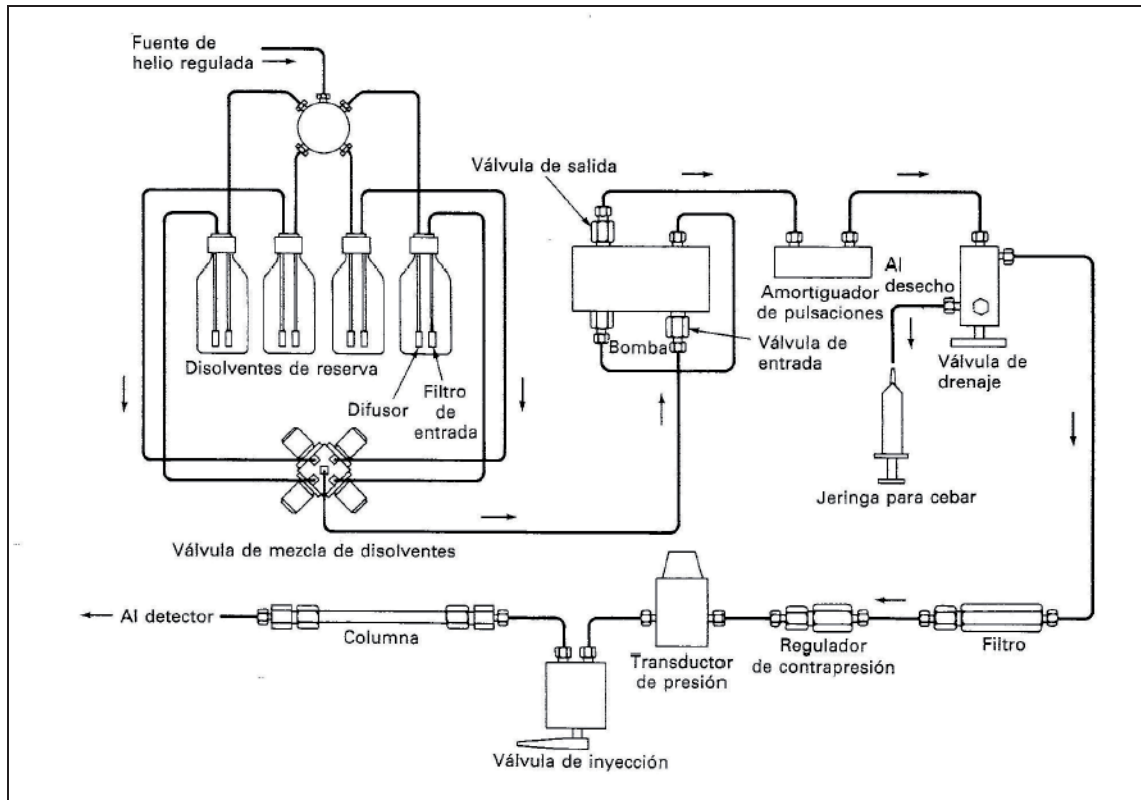 Fuente de
helio regulada
Válvula de salida
Al
desecho
Amortiguador
de pulsaciones
Bomba
Válvula de
entrada
Válvula de
drenaje
Disolventes de reserva
Difusor
Filtro
de
entrada
Jeringa para cebar
Válvula de mezcla de disolventes
Al detector
Columna
Transductor
de presión
Regulador
de contrapresión
Filtro
Válvula de inyección